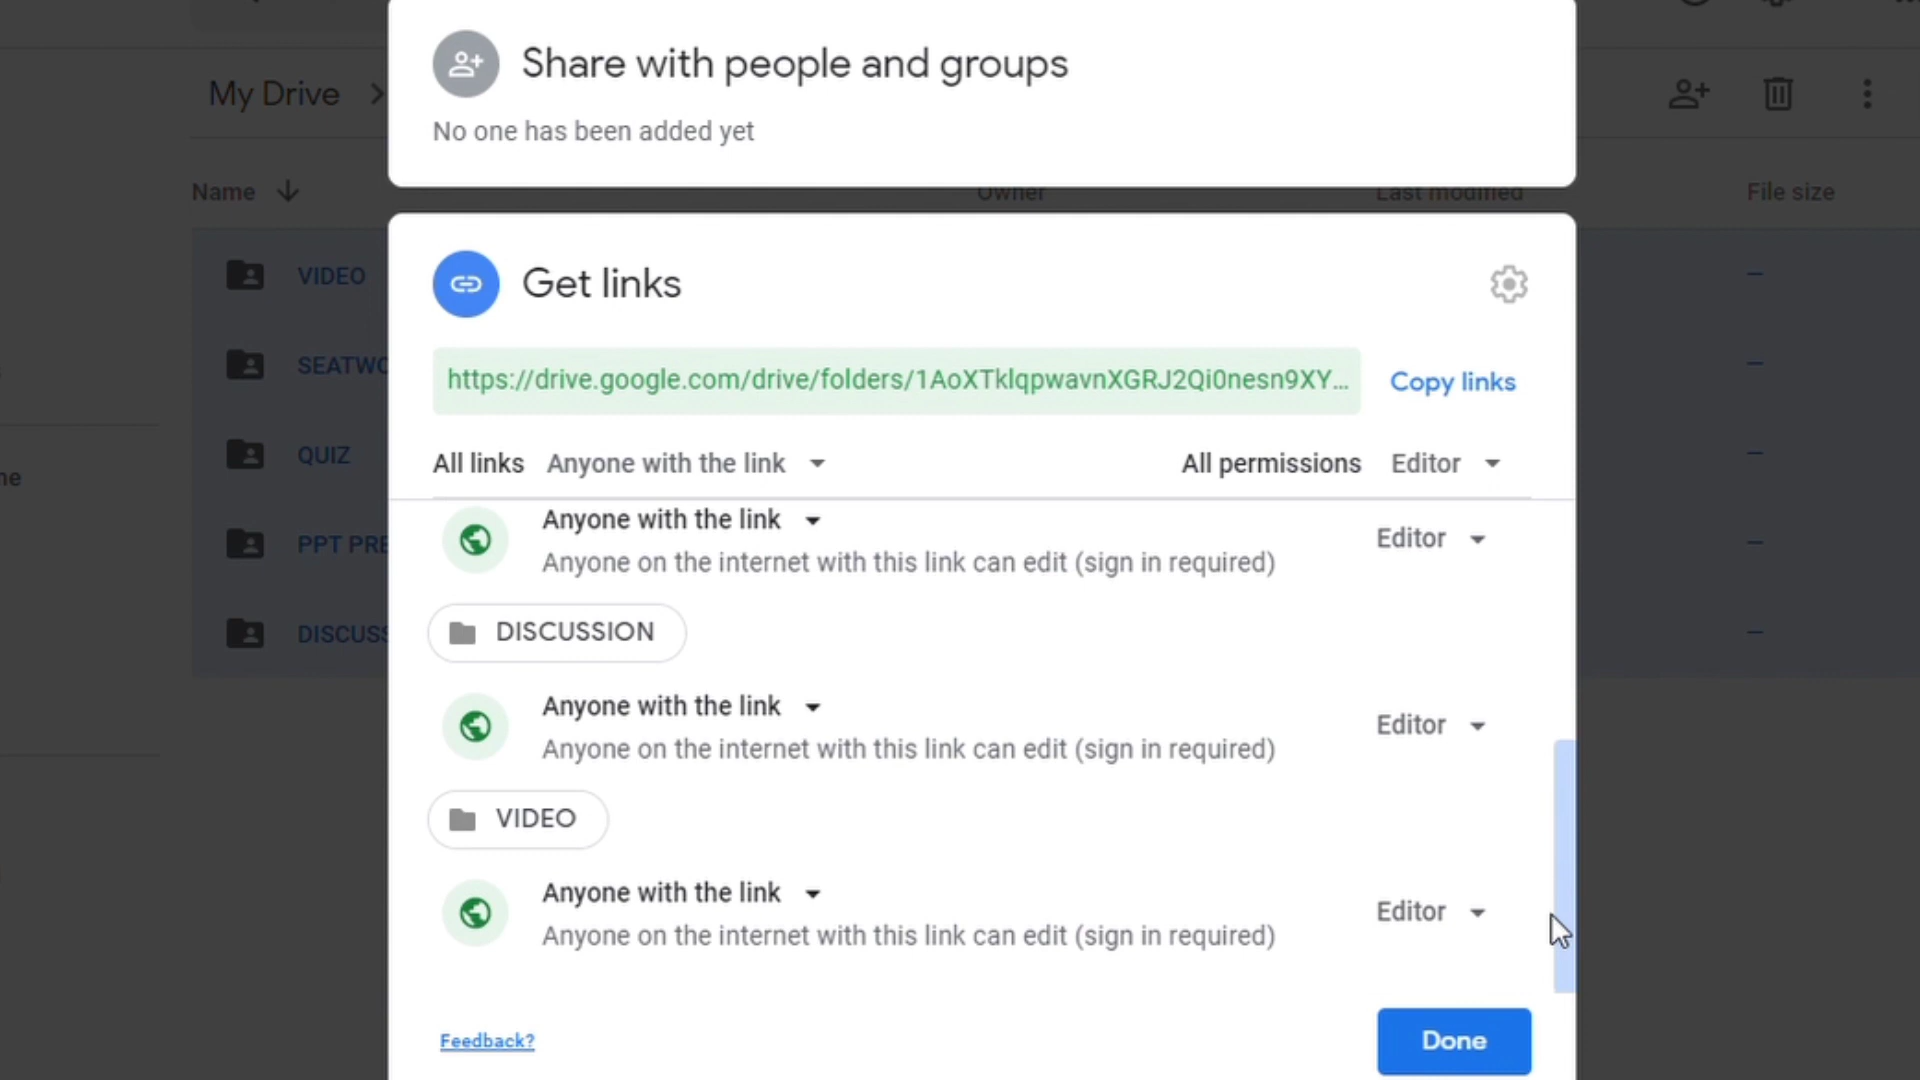 Share with people and groups
My Drive
No one has been added yet
Name
Owner
Last modified
File size
VIDEO
Get links
SEATWO
https://drive.google.com/drive/folders/1AoXTklqpwavnXGRJ2Qi0nesn9XY...
Copy links
QUIZ
All links Anyone with the link
All permissions Editor
ne
Anyone with the link
Editor
Anyone on the internet with this link can edit (sign in required)
PPT PRE
DISCUSS
DISCUSSION
Anyone with the link
Editor
Anyone on the internet with this link can edit (sign in required)
VIDEO
Anyone with the link
Editor
Anyone on the internet with this link can edit (sign in required)
Feedback?
Done